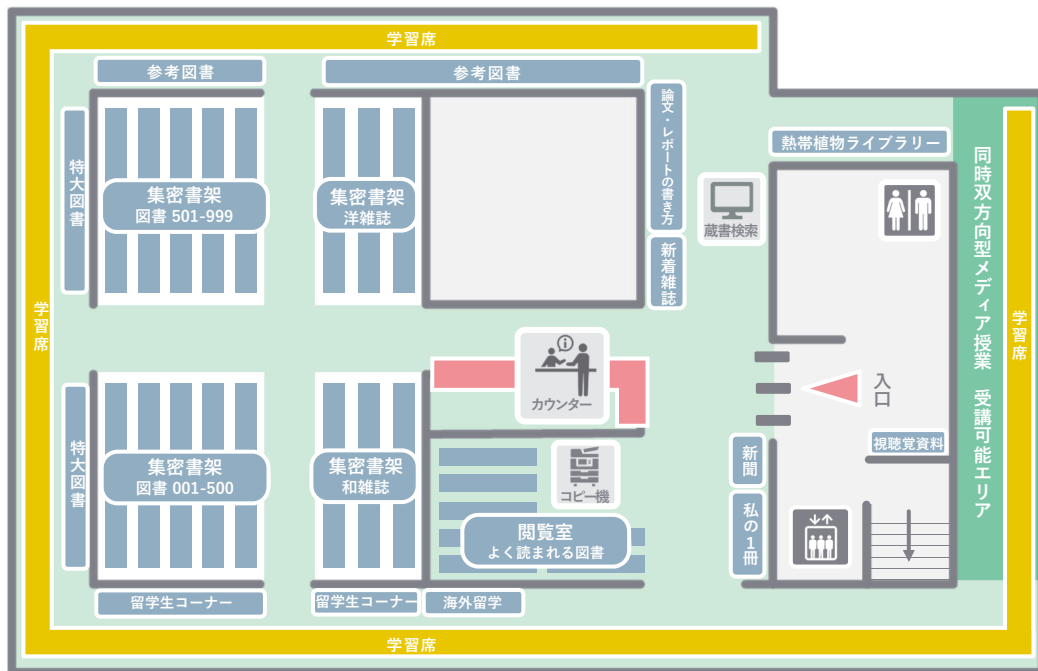 学習席
参考図書
参考図書
特大図書
集密書架
図書 501-999
集密書架
洋雑誌
論文・レポートの書き方
新着雑誌
蔵書検索
熱帯植物ライブラリー
同時双方向型メディア授業 受講可能エリア
学習席
学習席
カウンター
入口
視聴覚資料
特大図書
集密書架
図書 001-500
集密書架
和雑誌
コピー機
閲覧室
よく読まれる図書
新聞
私の1冊
留学生コーナー
留学生コーナー
海外留学
学習席